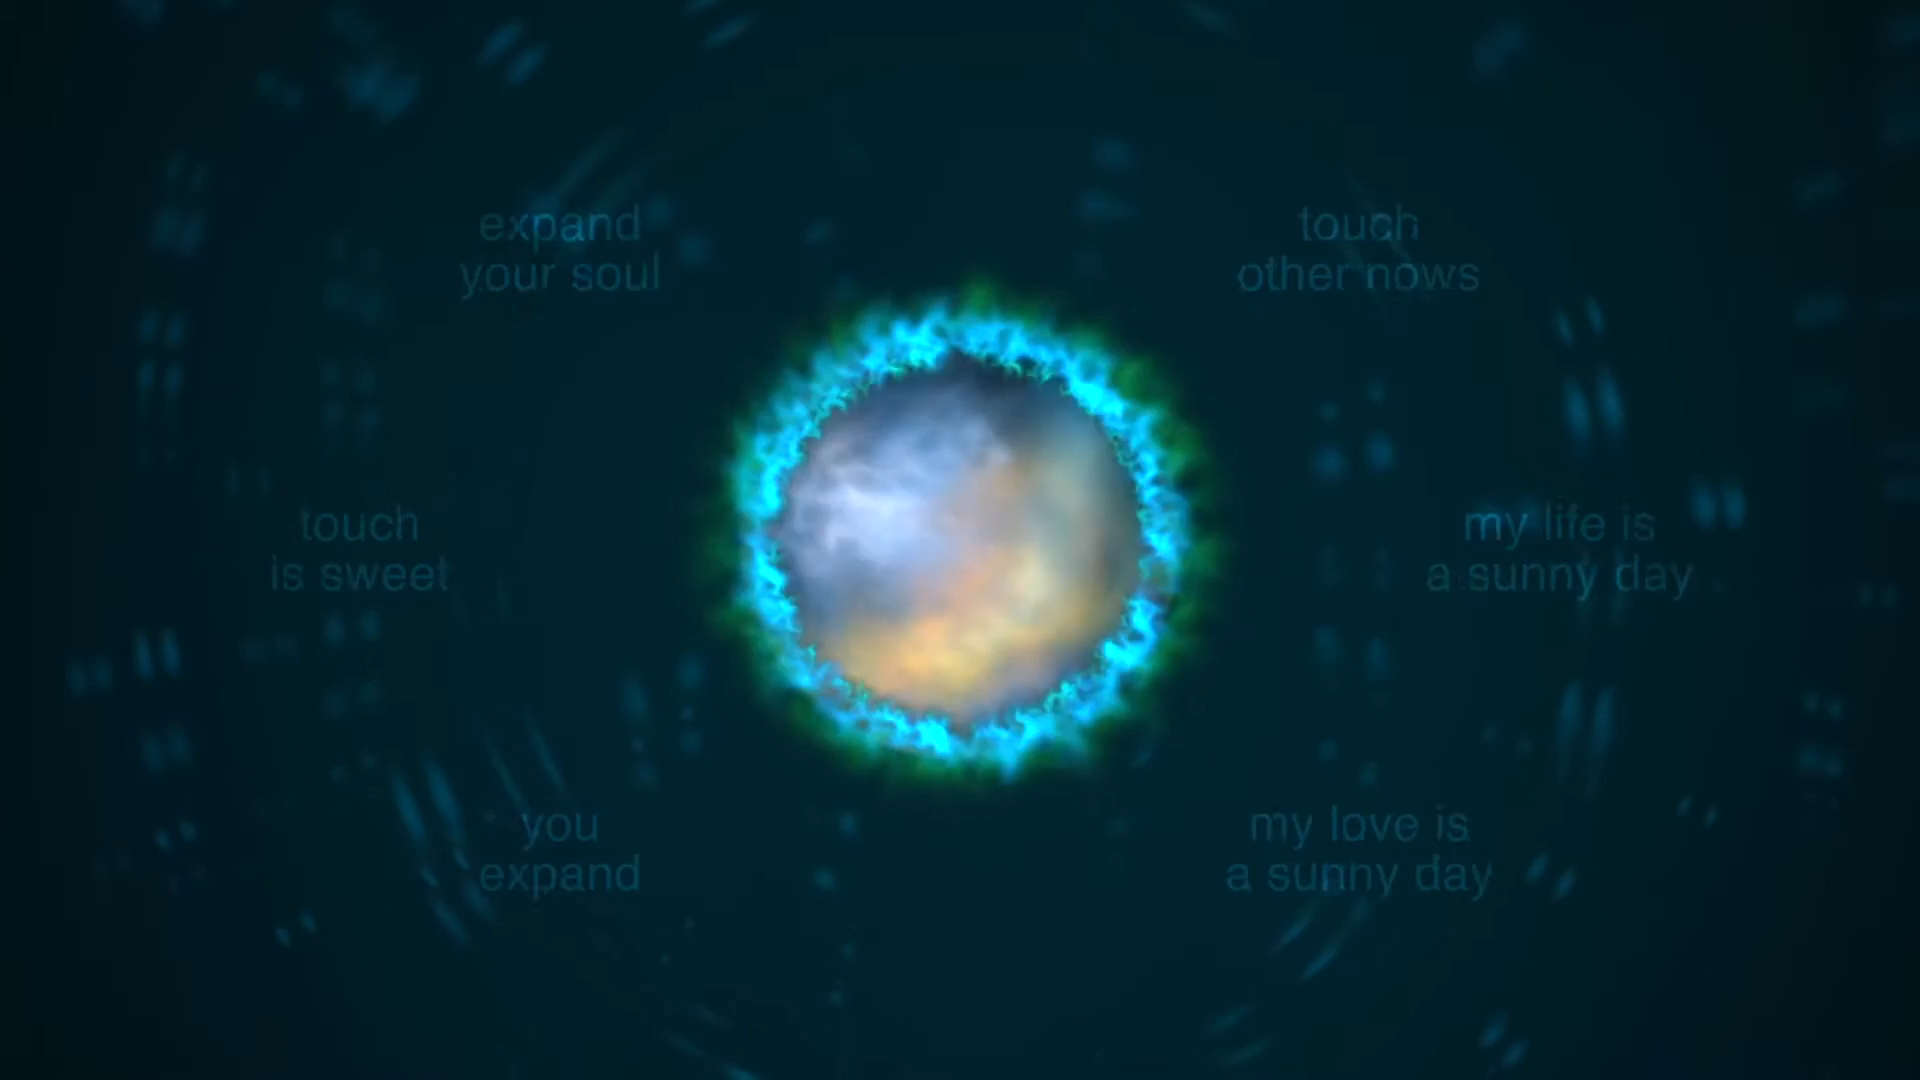 expand
your soul
touch
other nows
touch
is sweet
my life is
a sunny day
you
expand
my love is
a sunny day